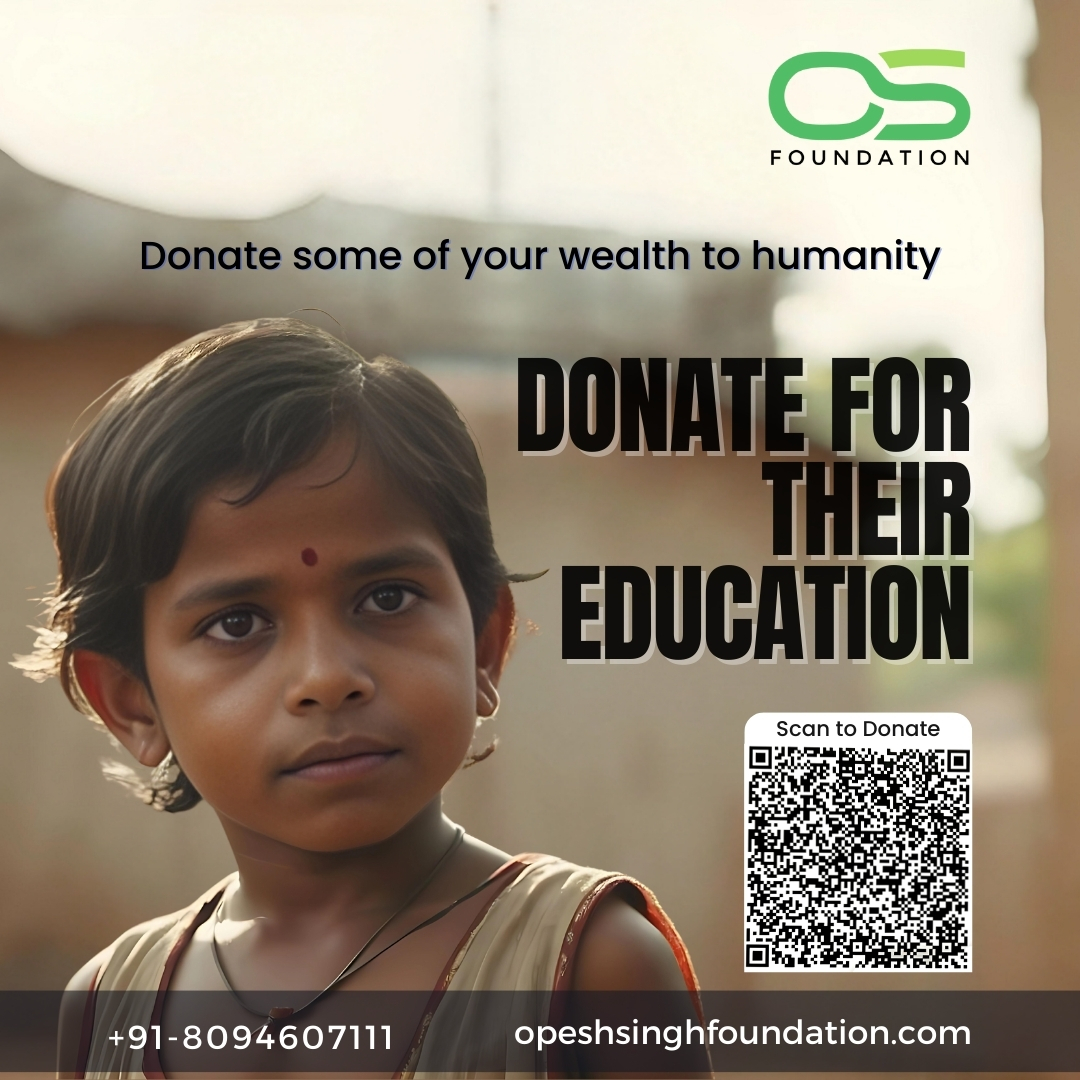 OS
FOUNDATION
Donate some of your wealth to humanity
DONATE FOR
THEIR
EDUCATION
Scan to Donate
+91-8094607111
opeshsinghfoundation.com